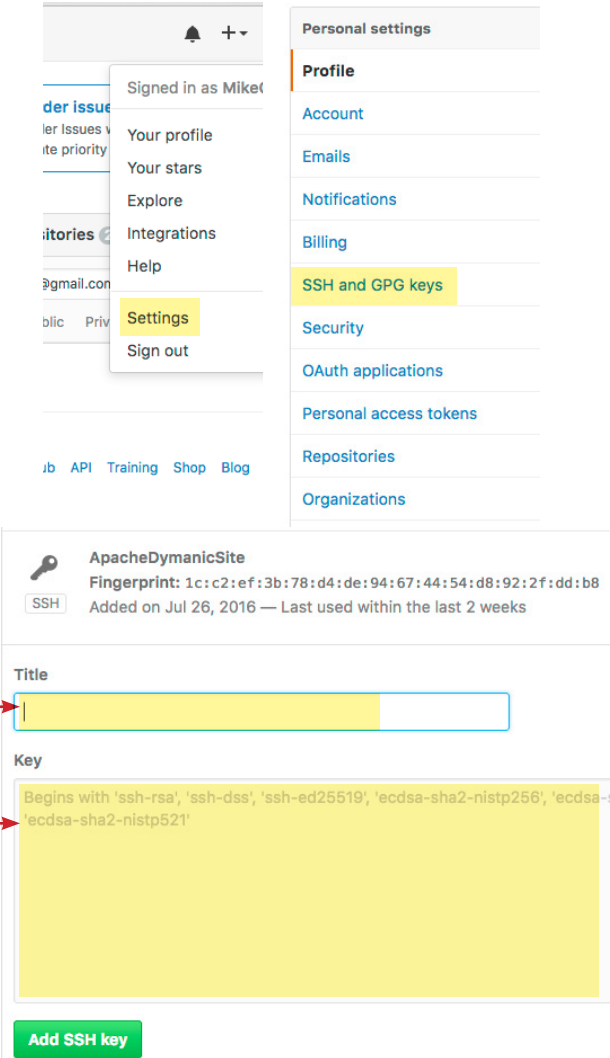 Signed in as Mike
der issue
ler Issues
te priority
Your profile
Your stars
Explore
itories 2
Integrations
Help
@gmail.com
blic Priv
Settings
Sign out
ub API Training Shop Blog
Personal settings
Profile
Account
Emails
Notifications
Billing
SSH and GPG keys
Security
OAuth applications
Personal access tokens
Repositories
Organizations
ApacheDymanicSite
Fingerprint: 1c:c2:ef:3b:78:d4:de:94:67:44:54:d8:92:2f:dd:b8
SSH
Added on Jul 26, 2016 — Last used within the last 2 weeks
Title
Key
Begins with 'ssh-rsa', 'ssh-dss', 'ssh-ed25519', 'ecdsa-sha2-nistp256', 'ecdsa-s
'ecdsa-sha2-nistp521'
Add SSH key